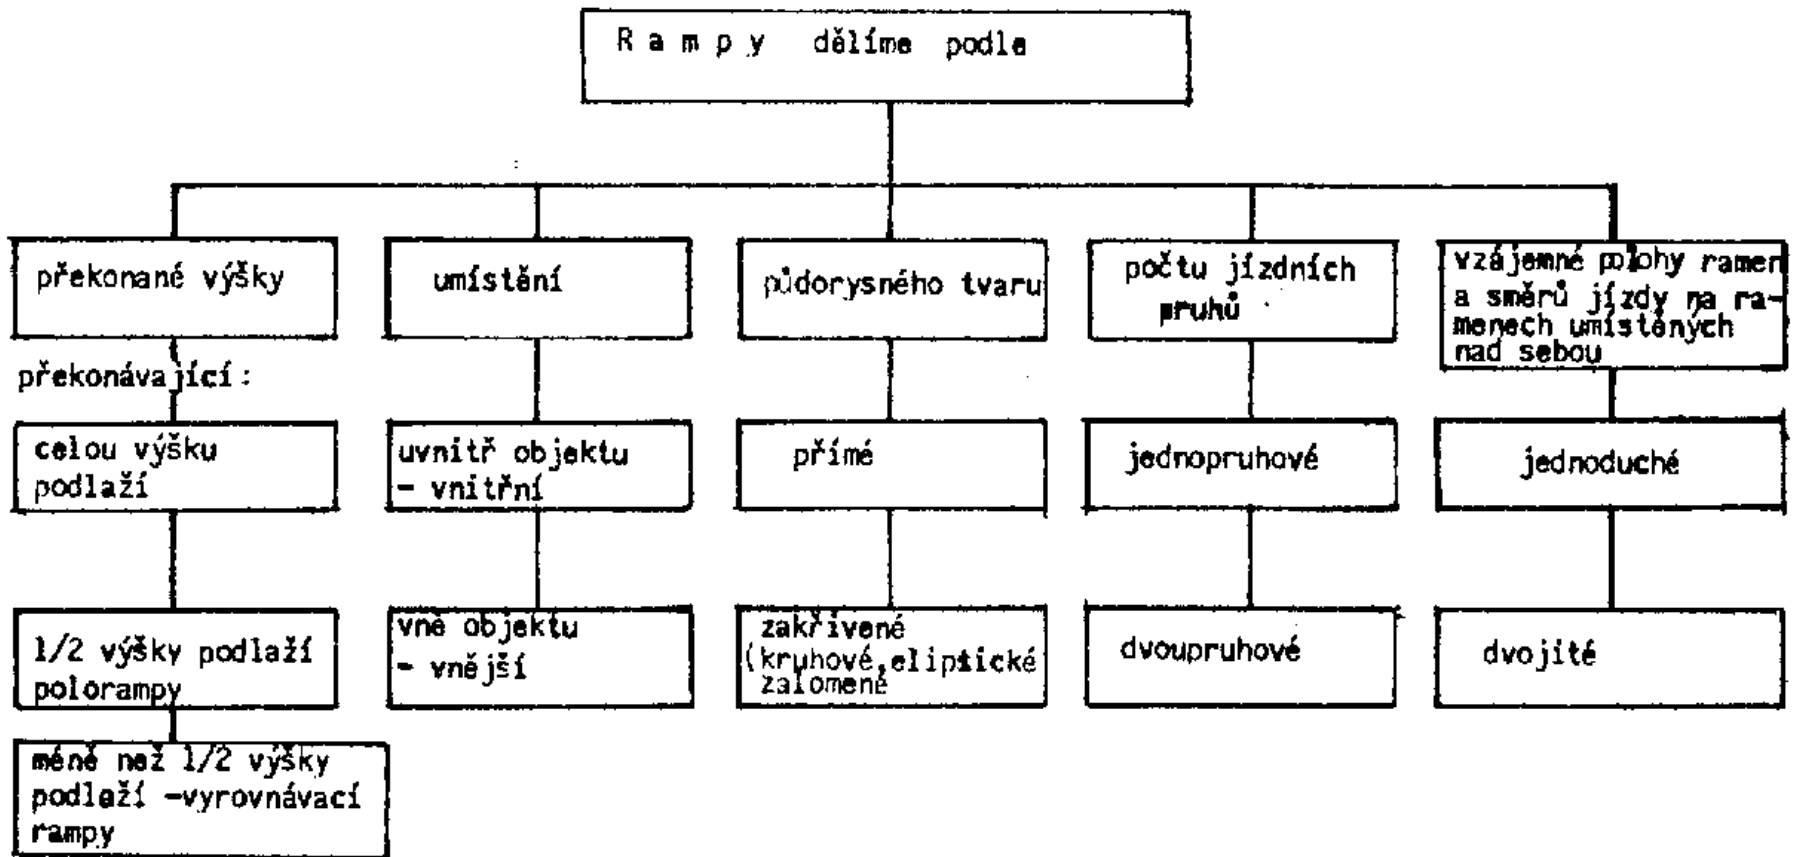 Rampy dělíme podle
překonané výšky
umístění
půdorysného tvaru
počtu jízdních
pruhů
vzájemné polohy ramen
a směrů jízdy na ra-
menech umístěných
nad sebou
překonávající:
celou výšku
podlaží
uvnitř objektu
- vnitřní
přímé
jednopruhové
jednoduché
1/2 výšky podlaží
polorampy
vně objektu
- vnější
zakřivené
(kruhové, eliptické
zalomené
dvoupruhové
dvojité
méně než 1/2 výšky
podlaží -vyrovnávací
rampy